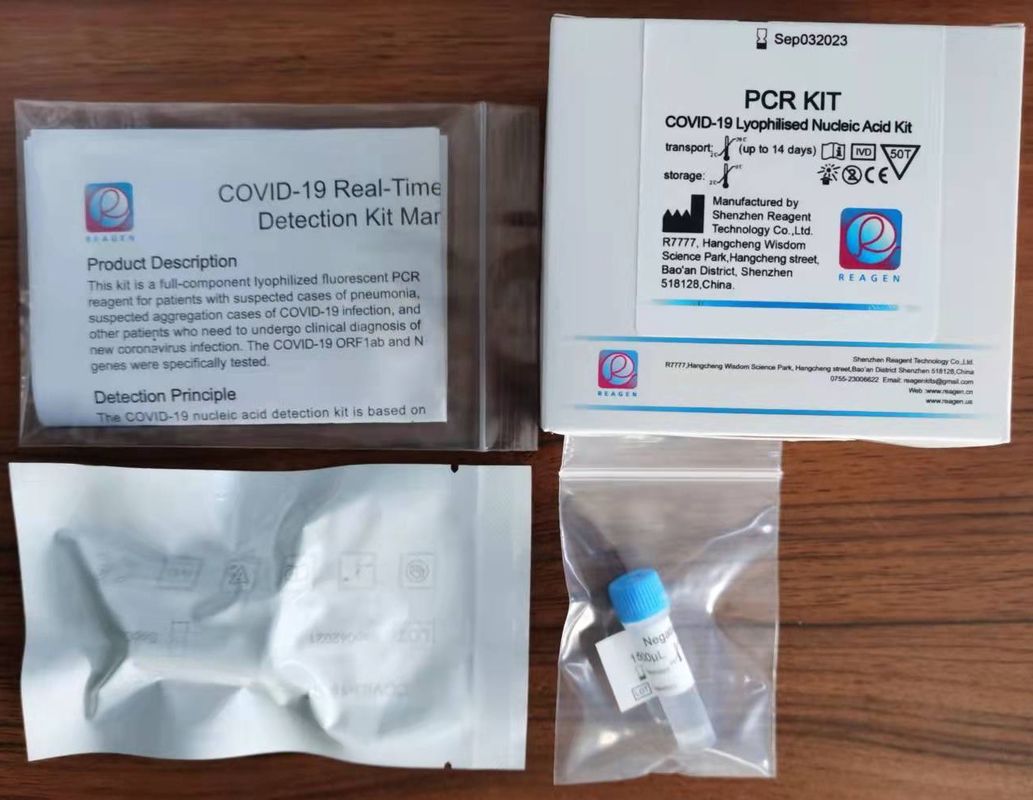 COVID-19 Real-Time
Detection Kit Mar
REAGEN
Product Description
This kit is a full-component lyophilized fluorescent PCR
reagent for patients with suspected cases of pneumonia,
suspected aggregation cases of COVID-19 infection, and
other patients who need to undergo clinical diagnosis of
new coronavirus infection. The COVID-19 ORF1ab and N
genes were specifically tested.
Detection Principle
The COVID-19 nucleic acid detection kit is based on
Sep032023
PCR KIT
COVID-19 Lyophilised Nucleic Acid Kit
transport: (up to 14 days) IVD 50T
storage: CE
Manufactured by
Shenzhen Reagent
Technology Co.,Ltd.
R7777, Hangcheng Wisdom
Science Park,Hangcheng street,
Bao'an District, Shenzhen
518128,China.
REAGEN
REAGEN
Shenzhen Reagent Technology Co.,Ltd.
R7777,Hangcheng Wisdom Science Park, Hangcheng street,Bao'an District Shenzhen 518128,China
0755-23006622 Email: reagenkits@gmail.com
Web :www.reagen.cn
www.reagen.us
Nega
LOT